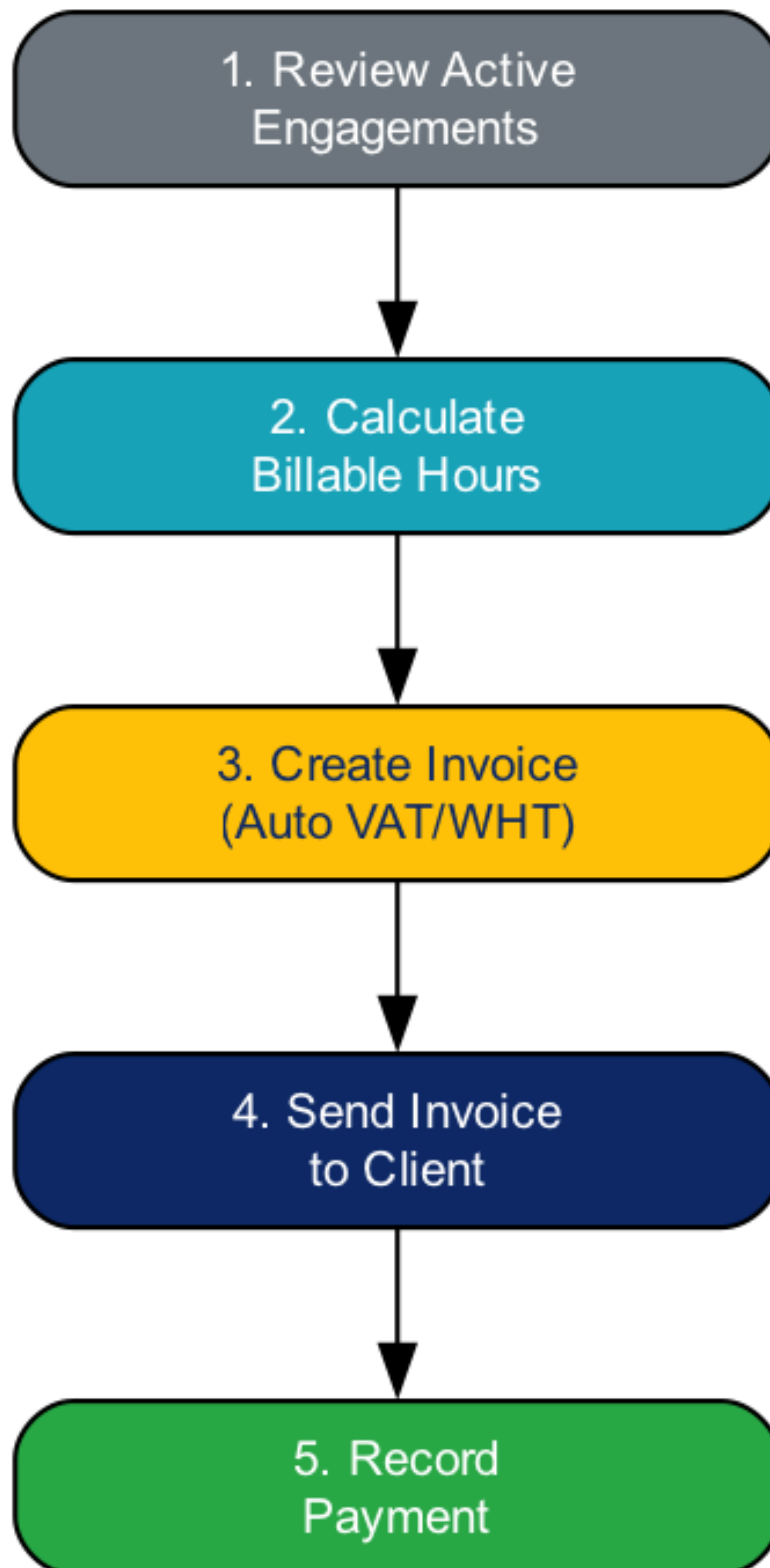 1. Review Active
Engagements
2. Calculate
Billable Hours
3. Create Invoice
(Auto VAT/WHT)
4. Send Invoice
to Client
5. Record
Payment